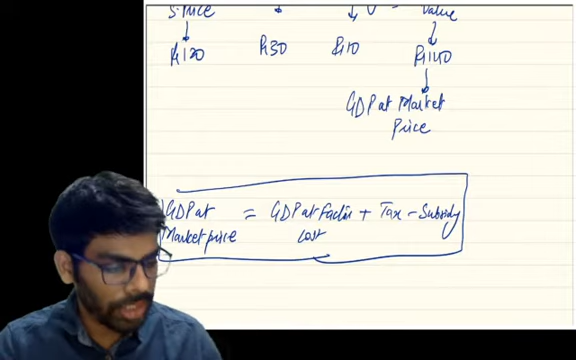 S.Price Value
₹120 ₹30 ₹10 ₹140
GDP at Market
Price
GDP at = GDP at Factor + Tax - Subsidy
Market price cost